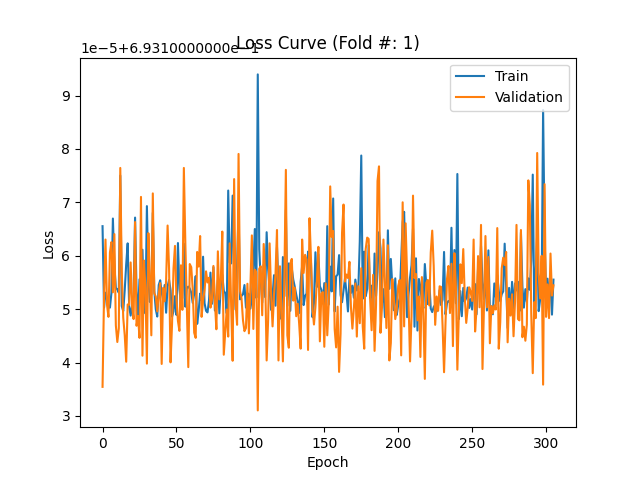 Loss Curve (Fold #: 1)
1e−5+6.9310000000e−1
Train
Validation
9
8
7
6
5
4
3
Loss
0
50
100
150
200
250
300
Epoch